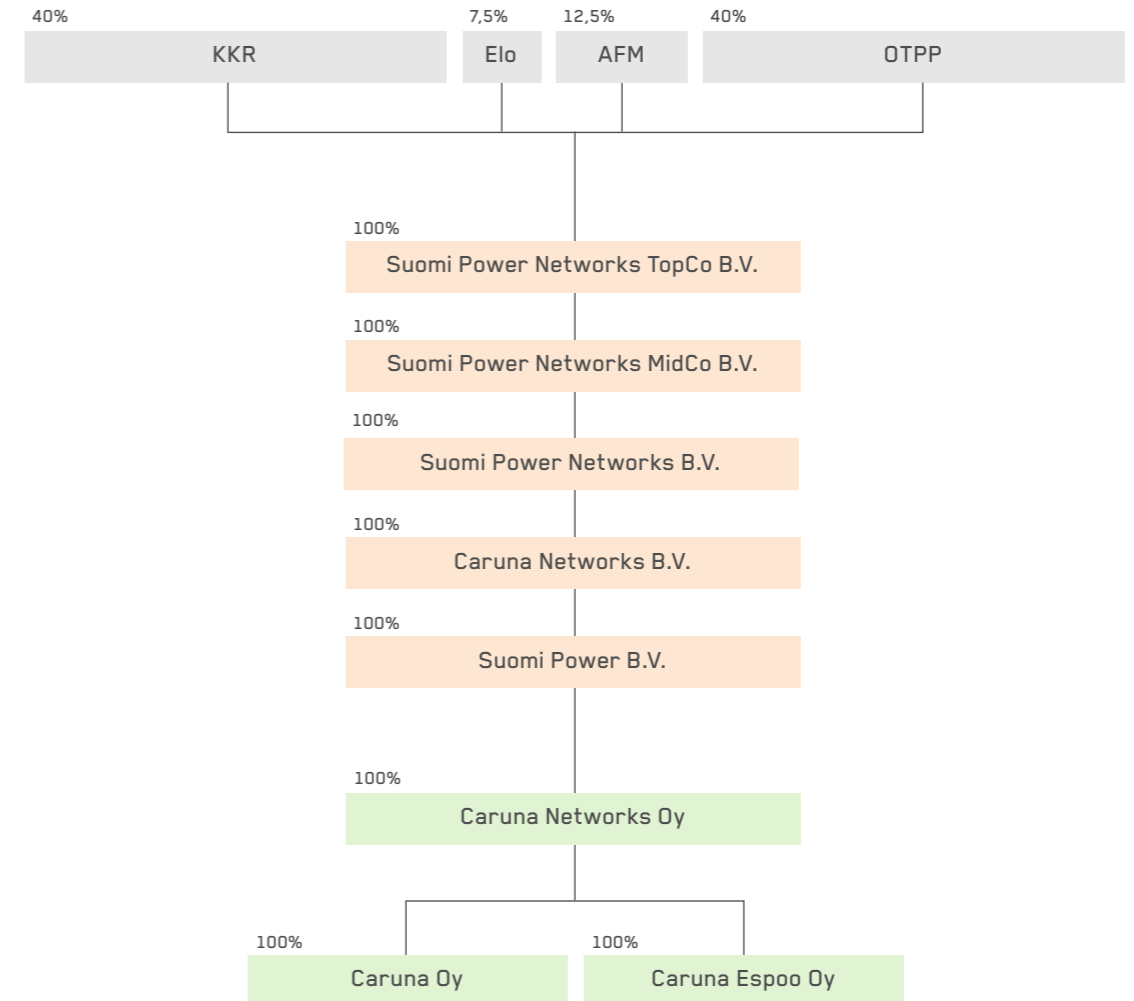 40%
7,5%
12,5%
40%
KKR
Elo
AFM
OTPP
100%
Suomi Power Networks TopCo B.V.
100%
Suomi Power Networks MidCo B.V.
100%
Suomi Power Networks B.V.
100%
Caruna Networks B.V.
100%
Suomi Power B.V.
100%
Caruna Networks Oy
100%
100%
Caruna Oy
Caruna Espoo Oy